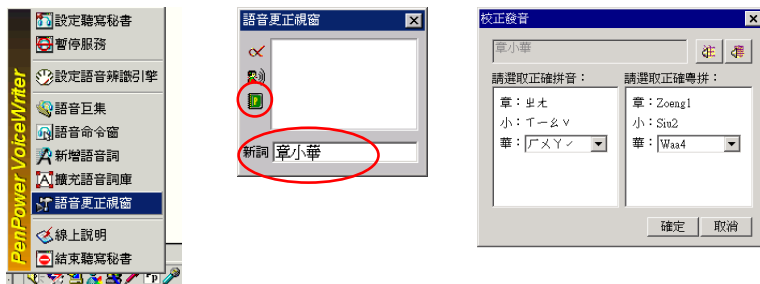 PenPower VoiceWriter
設定聽寫秘書
暫停服務
設定語音辨識引擎
語音巨集
語音命令窗
新增語音詞
擴充語音詞庫
語音更正視窗
線上說明
結束聽寫秘書
語音更正視窗
新詞 章小華
校正發音
章小華
請選取正確拼音：
章：ㄓㄤ
小：ㄒㄧㄠˇ
華：ㄏㄨㄚˊ
請選取正確粵拼：
章：Zoeng1
小：Siu2
華：Waa4
確定 取消